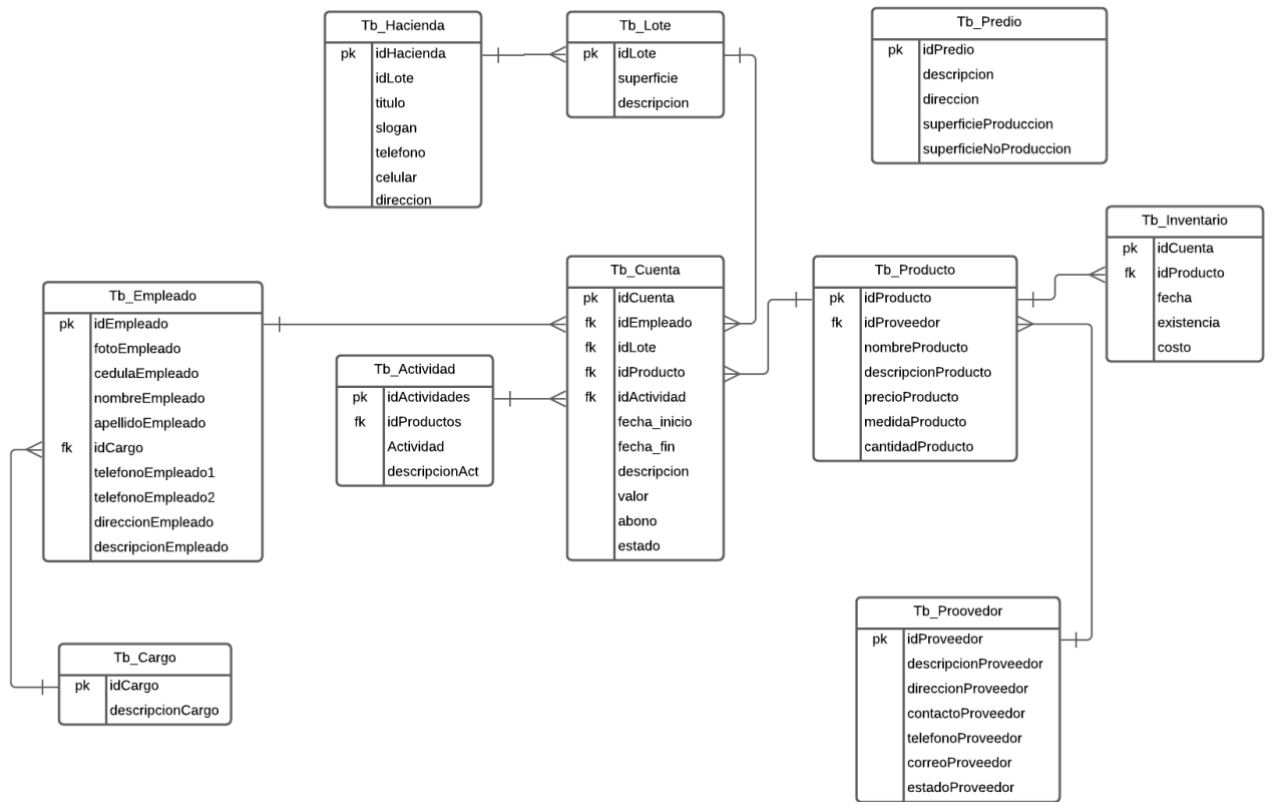 Tb_Hacienda
pk idHacienda
idLote
titulo
slogan
telefono
celular
direccion
Tb_Lote
pk idLote
superficie
descripcion
Tb_Predio
pk idPredio
descripcion
direccion
superficieProduccion
superficieNoProduccion
Tb_Empleado
pk idEmpleado
fotoEmpleado
cedulaEmpleado
nombreEmpleado
apellidoEmpleado
fk idCargo
telefonoEmpleado1
telefonoEmpleado2
direccionEmpleado
descripcionEmpleado
Tb_Actividad
pk idActividades
fk idProductos
Actividad
descripcionAct
Tb_Cuenta
pk idCuenta
fk idEmpleado
fk idLote
fk idProducto
fk idActividad
fecha_inicio
fecha_fin
descripcion
valor
abono
estado
Tb_Producto
pk idProducto
fk idProveedor
nombreProducto
descripcionProducto
precioProducto
medidaProducto
cantidadProducto
Tb_Inventario
pk idCuenta
fk idProducto
fecha
existencia
costo
Tb_Cargo
pk idCargo
descripcionCargo
Tb_Proovedor
pk idProveedor
descripcionProveedor
direccionProveedor
contactoProveedor
telefonoProveedor
correoProveedor
estadoProveedor